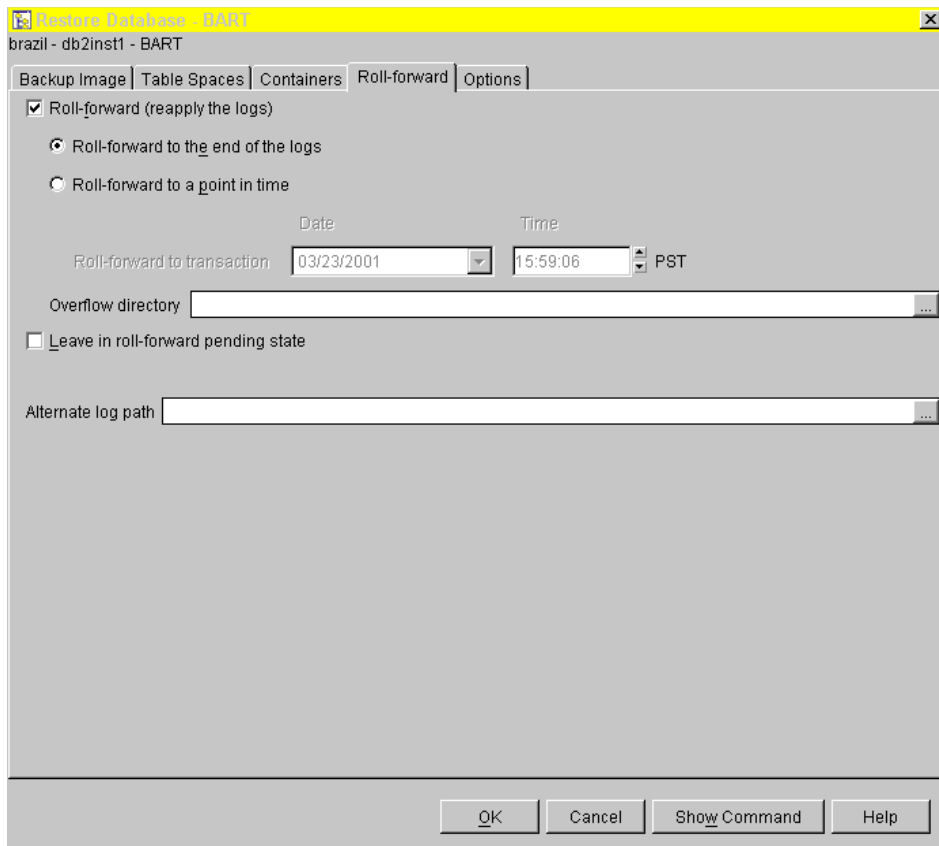 Restore Database - BART
brazil - db2inst1 - BART
Backup Image Table Spaces Containers Roll-forward Options
Roll-forward (reapply the logs)
Roll-forward to the end of the logs
Roll-forward to a point in time
Date Time
Roll-forward to transaction 03/23/2001 15:59:06 PST
Overflow directory ...
Leave in roll-forward pending state
Alternate log path ...
OK Cancel Show Command Help